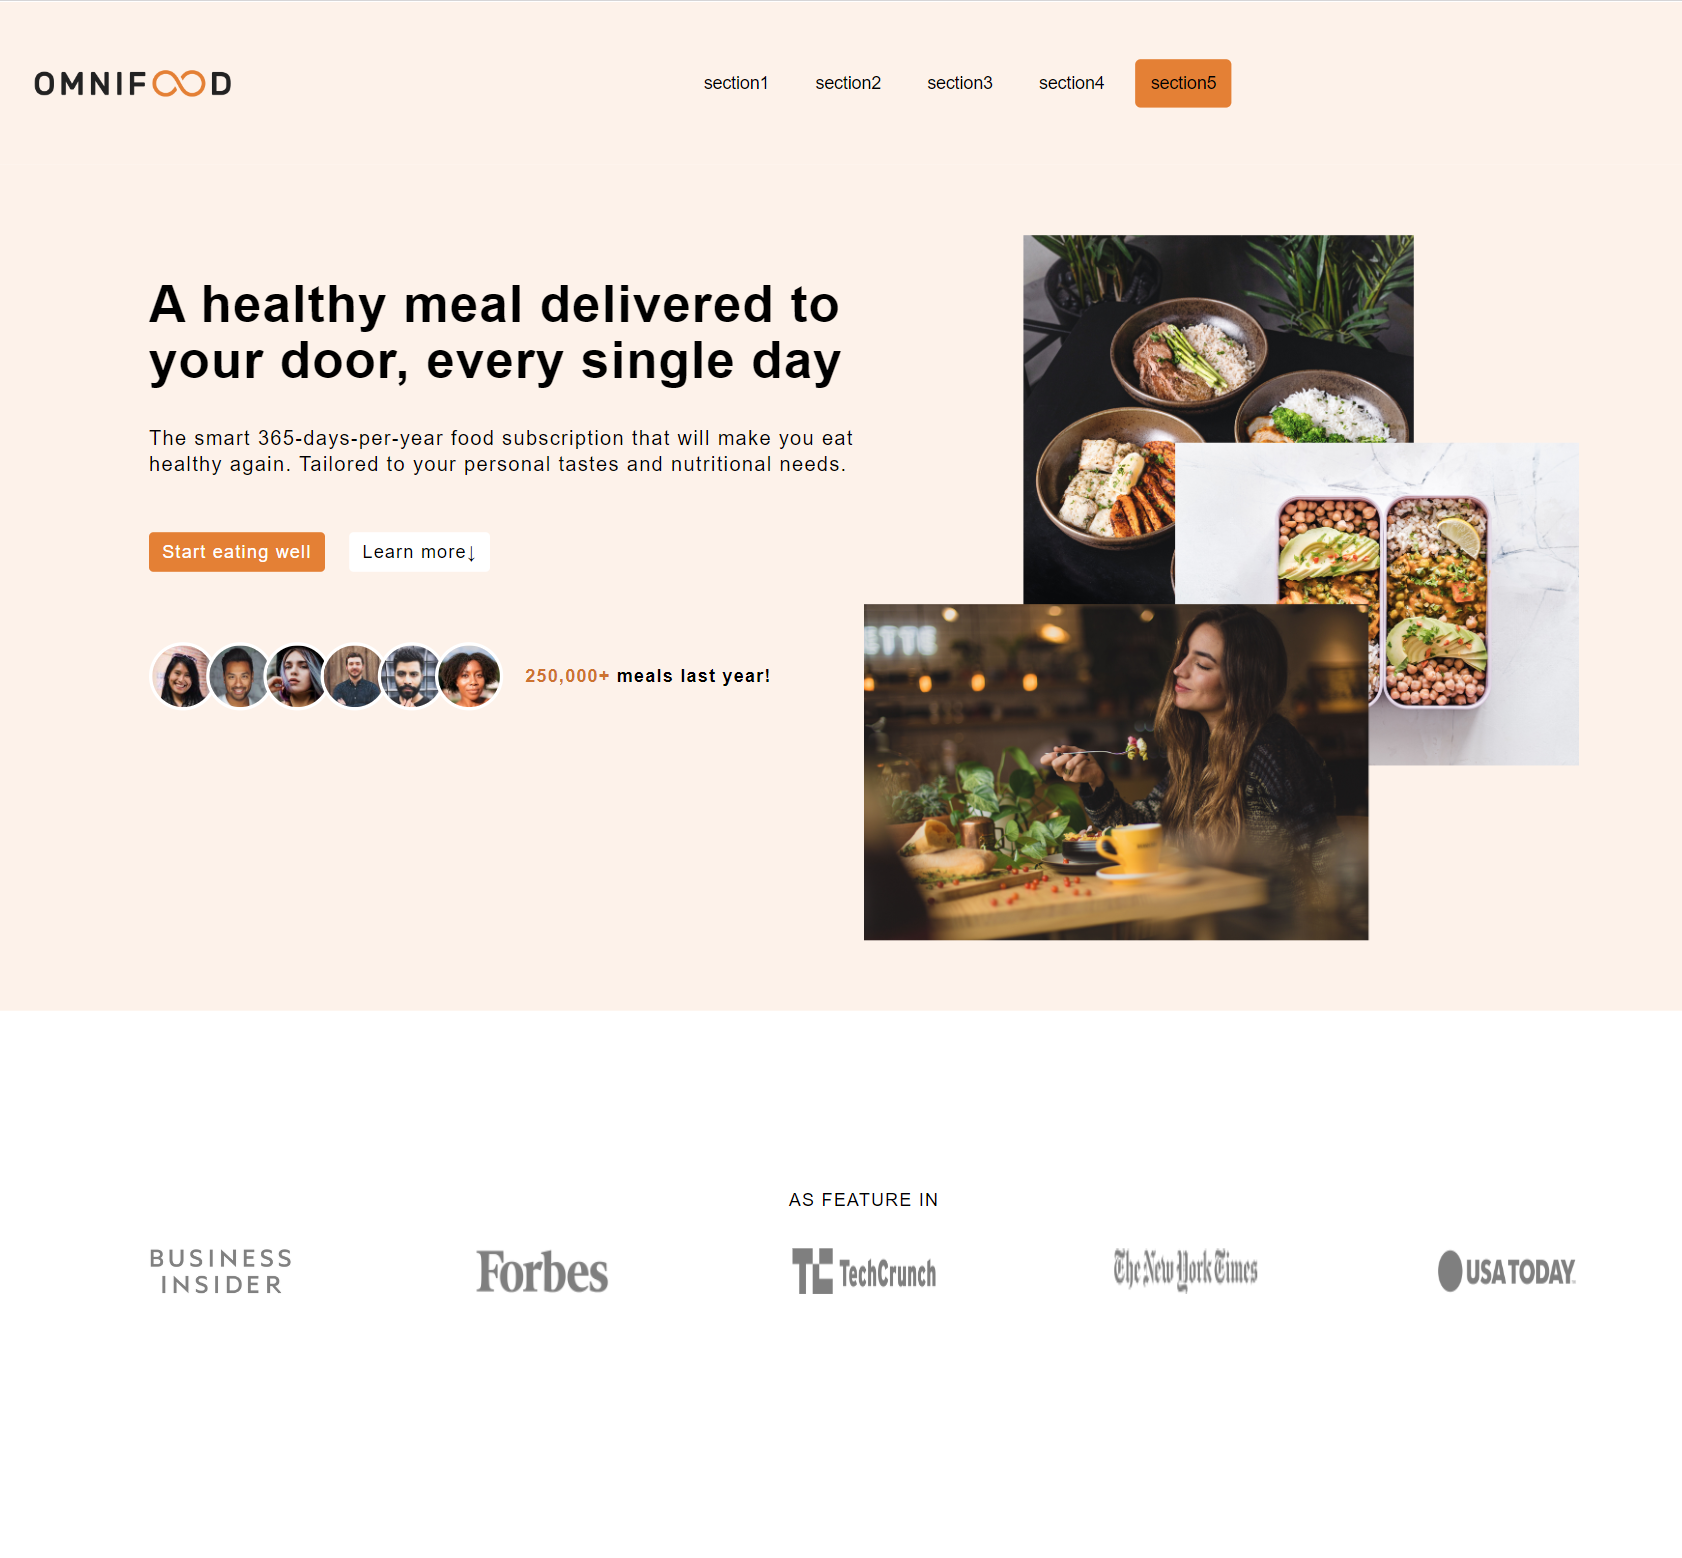 OMNIFOOD
section1 section2 section3 section4 section5
A healthy meal delivered to
your door, every single day
The smart 365-days-per-year food subscription that will make you eat
healthy again. Tailored to your personal tastes and nutritional needs.
Start eating well Learn more↓
250,000+ meals last year!
ETTE
AS FEATURE IN
BUSINESS
INSIDER
Forbes
TechCrunch
The New York Times
USA TODAY